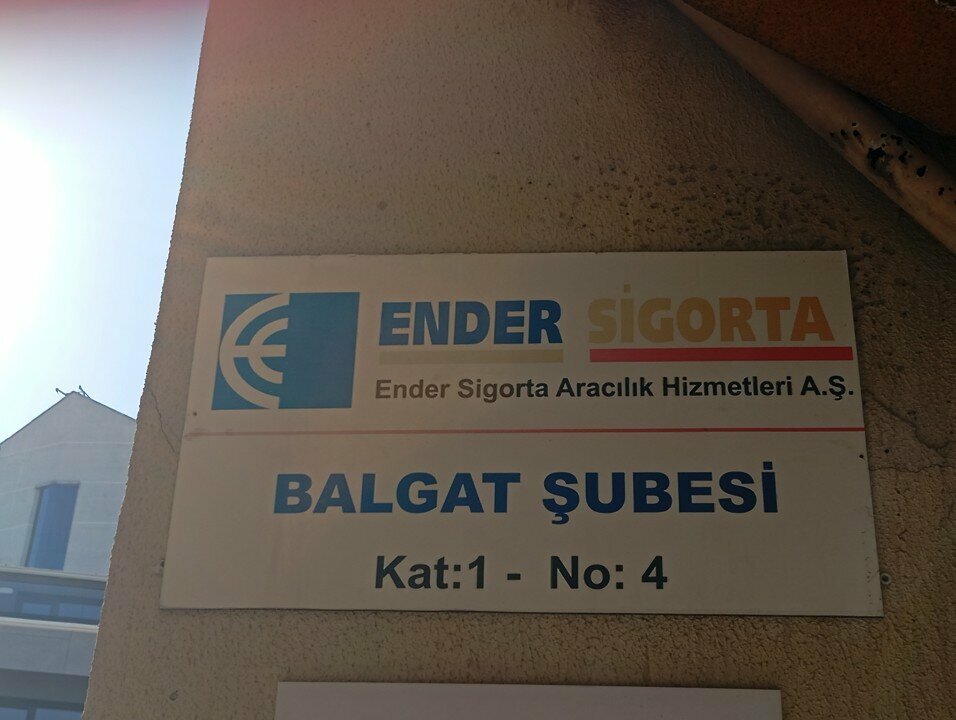 ENDER SİGORTA
Ender Sigorta Aracılık Hizmetleri A.Ş.
BALGAT ŞUBESİ
Kat:1 - No: 4